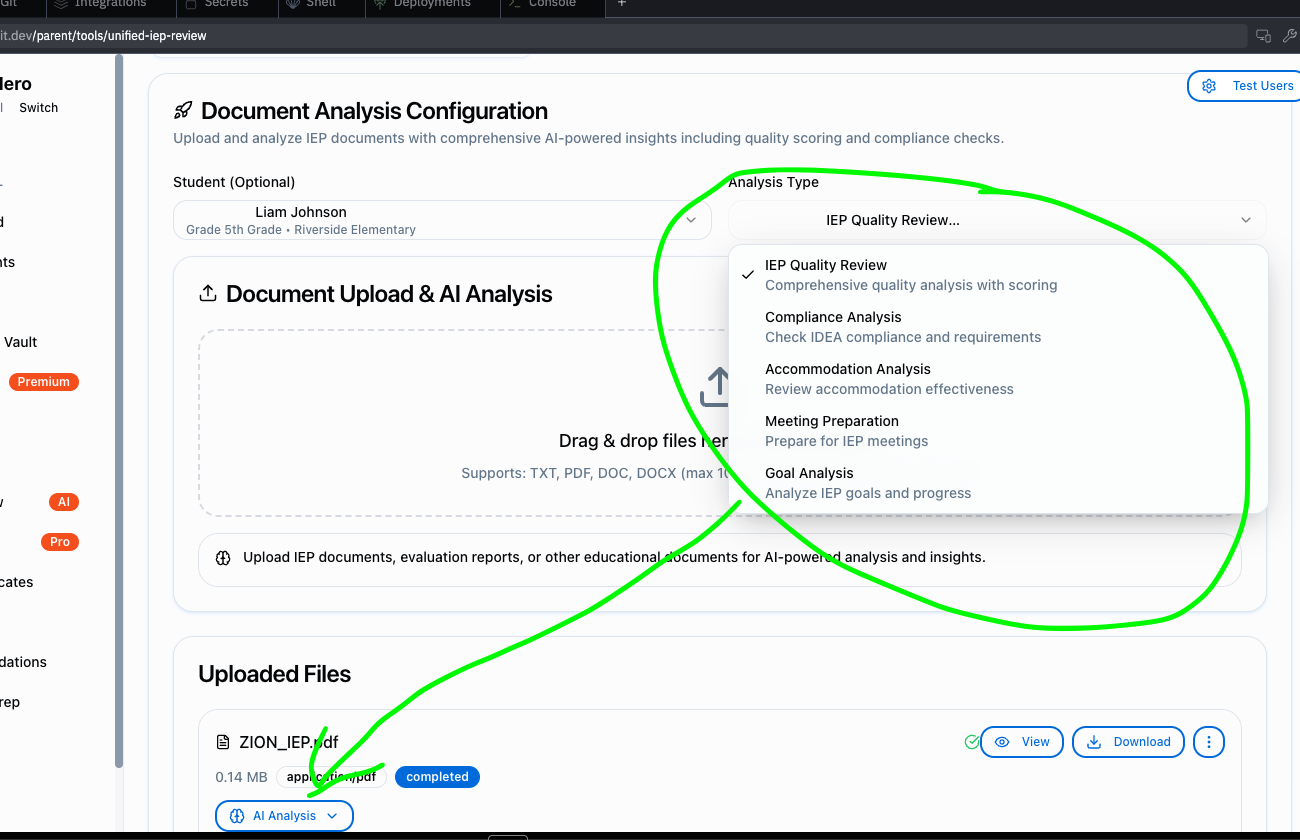 Git Integrations Secrets Shell Deployments Console +
it.dev/parent/tools/unified-iep-review
Hero
Switch
Test Users
Document Analysis Configuration
Upload and analyze IEP documents with comprehensive AI-powered insights including quality scoring and compliance checks.
Student (Optional)
Liam Johnson
Grade 5th Grade • Riverside Elementary
Analysis Type
IEP Quality Review...
IEP Quality Review
Comprehensive quality analysis with scoring
Compliance Analysis
Check IDEA compliance and requirements
Accommodation Analysis
Review accommodation effectiveness
Meeting Preparation
Prepare for IEP meetings
Goal Analysis
Analyze IEP goals and progress
Document Upload & AI Analysis
Drag & drop files her
Supports: TXT, PDF, DOC, DOCX (max 10
Upload IEP documents, evaluation reports, or other educational documents for AI-powered analysis and insights.
Vault
Premium
AI
Pro
cates
dations
rep
Uploaded Files
ZION_IEP.pdf
View
Download
0.14 MB application/pdf completed
AI Analysis